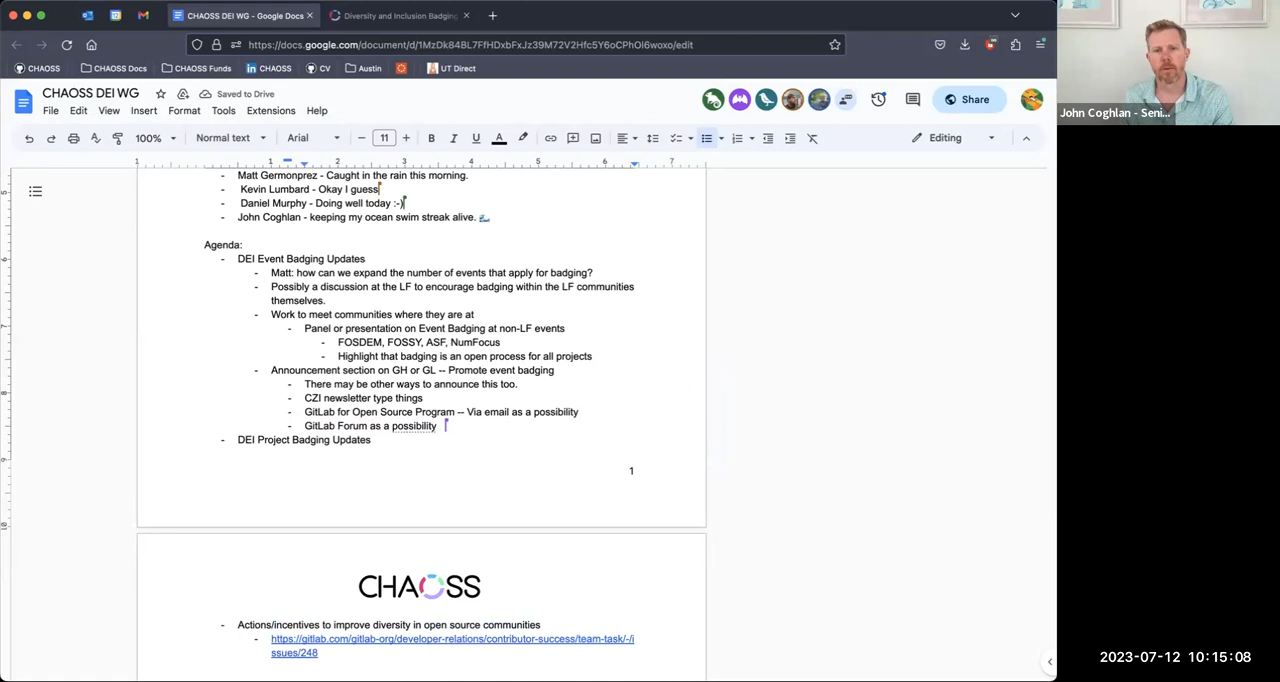 CHAOSS DEI WG - Google Docs
Diversity and Inclusion Badging
https://docs.google.com/document/d/1MzDk84BL7FfHDxbFxJz39M72V2Hfc5Y6oCPhOI6woxo/edit
CHAOSS
CHAOSS Docs
CHAOSS Funds
CHAOSS
CV
Austin
UT Direct
CHAOSS DEI WG
Saved to Drive
File Edit View Insert Format Tools Extensions Help
Share
100% Normal text Arial 11 Editing
1 1 2 3 4 5 6 7
Matt Germonprez - Caught in the rain this morning.
- Kevin Lumbard - Okay I guess
- Daniel Murphy - Doing well today :-)
- John Coghlan - keeping my ocean swim streak alive. 🌊
Agenda:
- DEI Event Badging Updates
- Matt: how can we expand the number of events that apply for badging?
- Possibly a discussion at the LF to encourage badging within the LF communities
themselves.
- Work to meet communities where they are at
- Panel or presentation on Event Badging at non-LF events
- FOSDEM, FOSSY, ASF, NumFocus
- Highlight that badging is an open process for all projects
- Announcement section on GH or GL -- Promote event badging
- There may be other ways to announce this too.
- CZI newsletter type things
- GitLab for Open Source Program -- Via email as a possibility
- GitLab Forum as a possibility
- DEI Project Badging Updates
1
CHAOSS
- Actions/incentives to improve diversity in open source communities
- https://gitlab.com/gitlab-org/developer-relations/contributor-success/team-task/-/i
ssues/248
John Coghlan - Seni...
2023-07-12 10:15:08